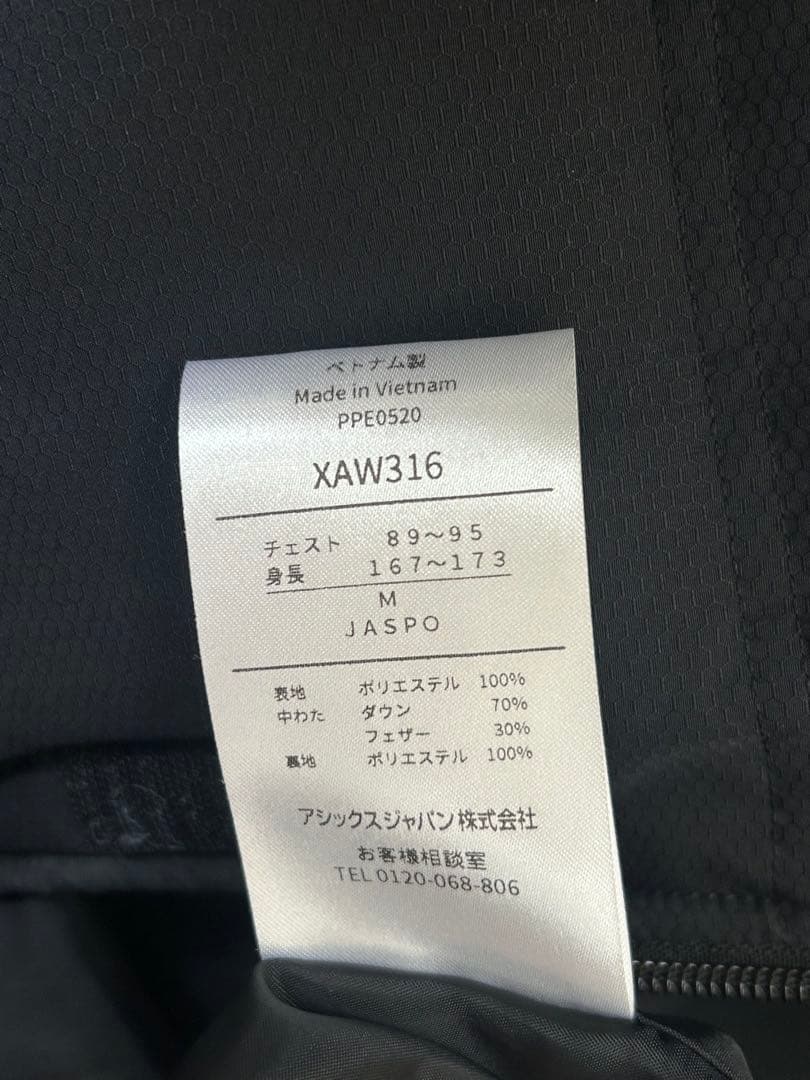 ベトナム製
Made in Vietnam
PPE0520
XAW316
チェスト 89～95
身長 167～173
M
JASPO
表地 ポリエステル 100%
中わた ダウン 70%
フェザー 30%
裏地 ポリエステル 100%
アシックスジャパン株式会社
お客様相談室
TEL 0120-068-806